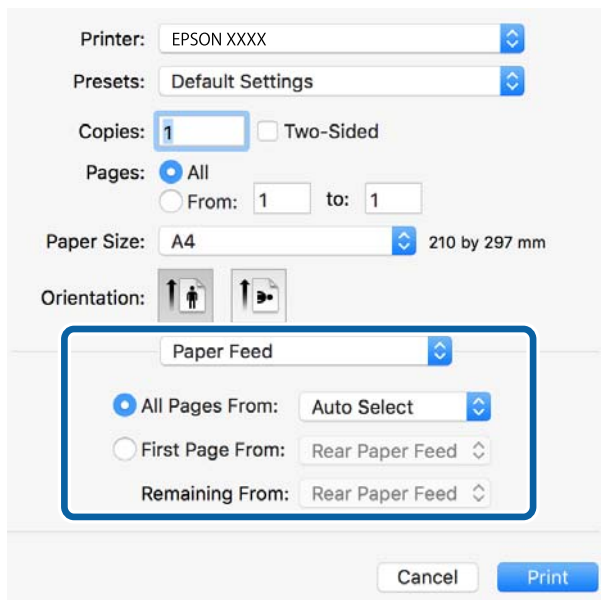 Printer: EPSON XXXX
Presets: Default Settings
Copies: 1 Two-Sided
Pages: All
From: 1 to: 1
Paper Size: A4 210 by 297 mm
Orientation:
Paper Feed
All Pages From: Auto Select
First Page From: Rear Paper Feed
Remaining From: Rear Paper Feed
Cancel Print